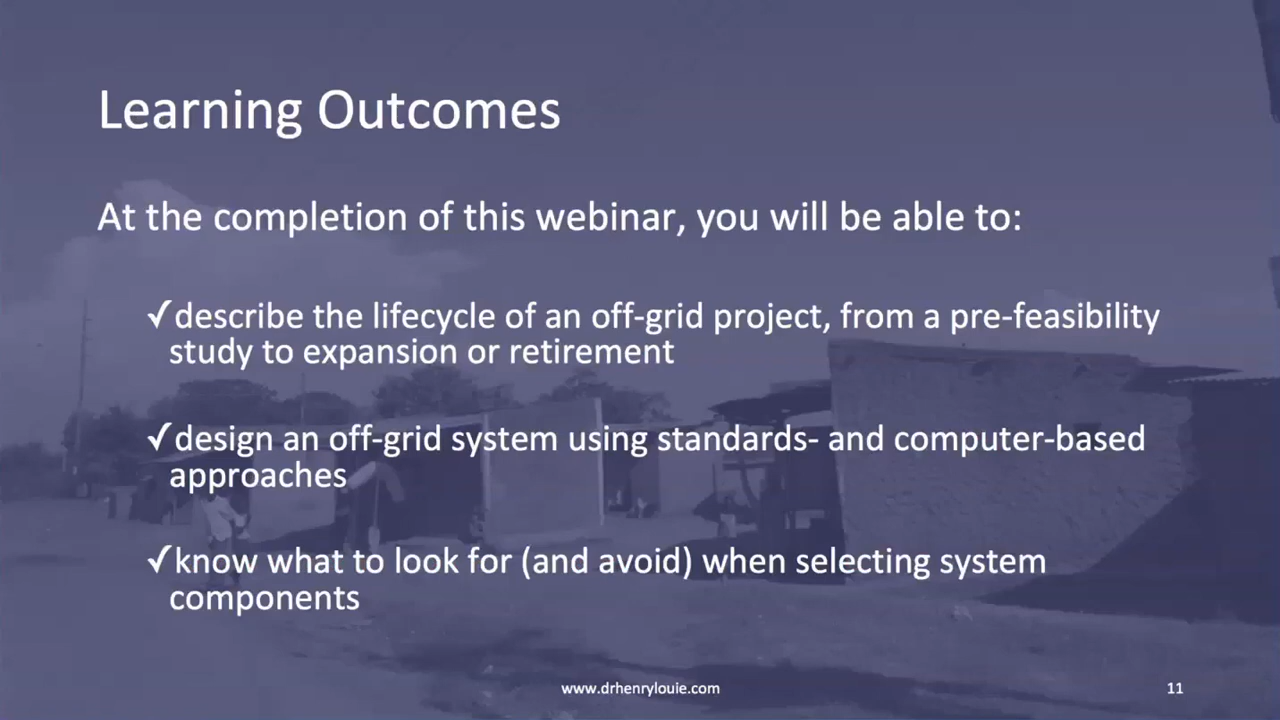 Learning Outcomes
At the completion of this webinar, you will be able to:
✓describe the lifecycle of an off-grid project, from a pre-feasibility
study to expansion or retirement
✓design an off-grid system using standards- and computer-based
approaches
✓know what to look for (and avoid) when selecting system
components
www.drhenrylouie.com
11